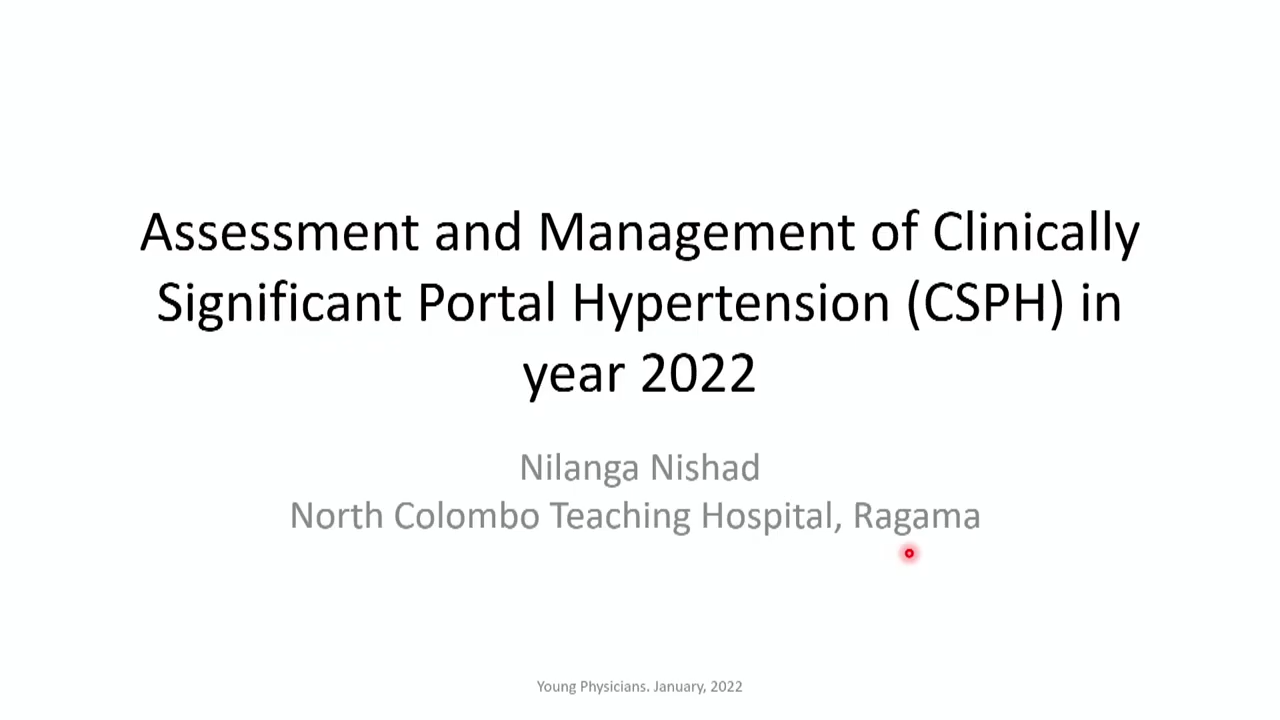 Assessment and Management of Clinically
Significant Portal Hypertension (CSPH) in
year 2022
Nilanga Nishad
North Colombo Teaching Hospital, Ragama
Young Physicians. January, 2022